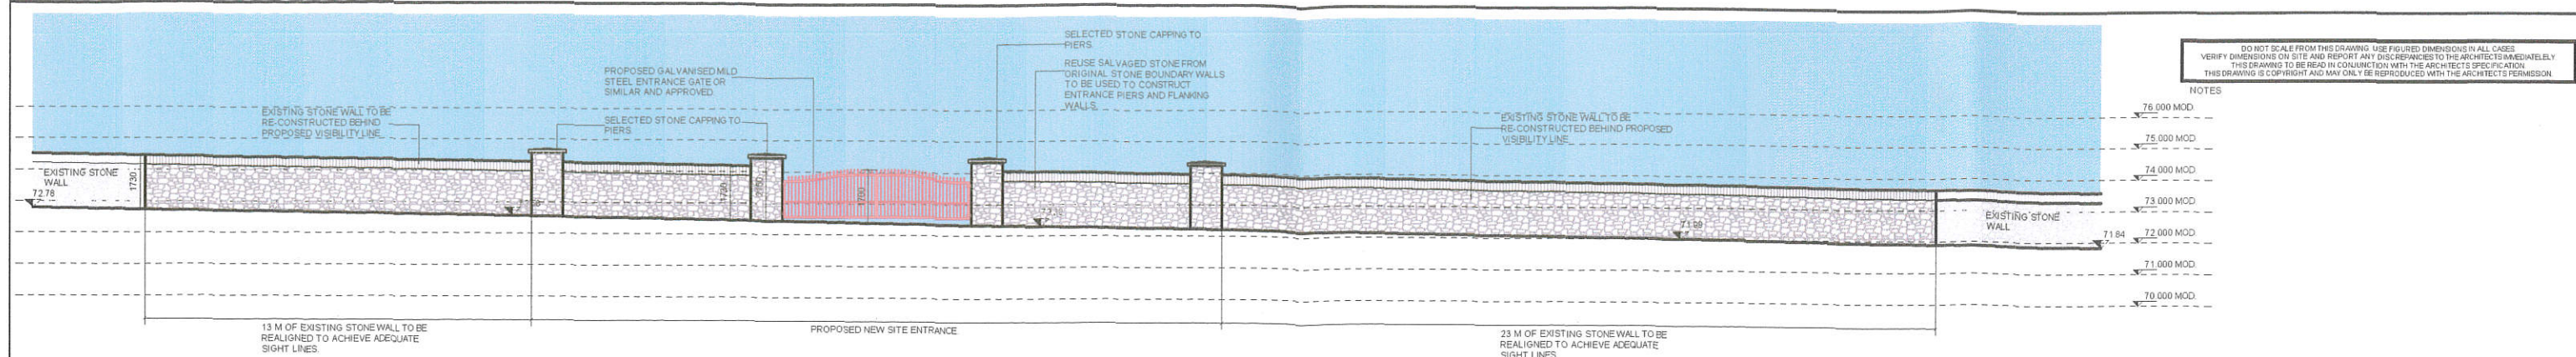 SELECTED STONE CAPPING TO
PIERS.
REUSE SALVAGED STONE FROM
ORIGINAL STONE BOUNDARY WALLS
TO BE USED TO CONSTRUCT
ENTRANCE PIERS AND FLANKING
WALLS.
PROPOSED GALVANISED MILD
STEEL ENTRANCE GATE OR
SIMILAR AND APPROVED.
EXISTING STONE WALL TO BE
RE-CONSTRUCTED BEHIND
PROPOSED VISIBILITY LINE
SELECTED STONE CAPPING TO
PIERS.
EXISTING STONE WALL TO BE
RE-CONSTRUCTED BEHIND PROPOSED
VISIBILITY LINE
DO NOT SCALE FROM THIS DRAWING. USE FIGURED DIMENSIONS IN ALL CASES.
VERIFY DIMENSIONS ON SITE AND REPORT ANY DISCREPANCIES TO THE ARCHITECTS IMMEDIATELEY
THIS DRAWING TO BE READ IN CONJUNCTION WITH THE ARCHITECTS SPECIFICATION.
THIS DRAWING IS COPYRIGHT AND MAY ONLY BE REPRODUCED WITH THE ARCHITECTS PERMISSION.
NOTES
76.000 MOD.
75.000 MOD.
74.000 MOD.
73.000 MOD.
72.000 MOD.
71.000 MOD.
70.000 MOD.
EXISTING STONE
WALL
72.78
1730
1730
1700
71.99
EXISTING STONE
WALL
71.84
13 M OF EXISTING STONE WALL TO BE
REALIGNED TO ACHIEVE ADEQUATE
SIGHT LINES.
PROPOSED NEW SITE ENTRANCE
23 M OF EXISTING STONE WALL TO BE
REALIGNED TO ACHIEVE ADEQUATE
SIGHT LINES